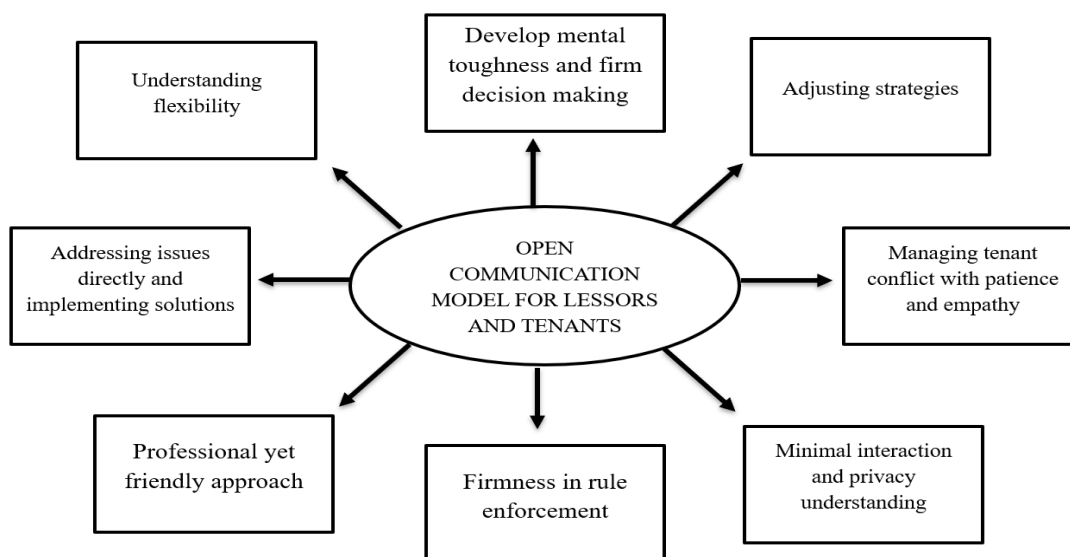 Understanding
flexibility
Develop mental
toughness and firm
decision making
Adjusting strategies
Addressing issues
directly and
implementing solutions
OPEN
COMMUNICATION
MODEL FOR LESSORS
AND TENANTS
Managing tenant
conflict with patience
and empathy
Professional yet
friendly approach
Firmness in rule
enforcement
Minimal interaction
and privacy
understanding